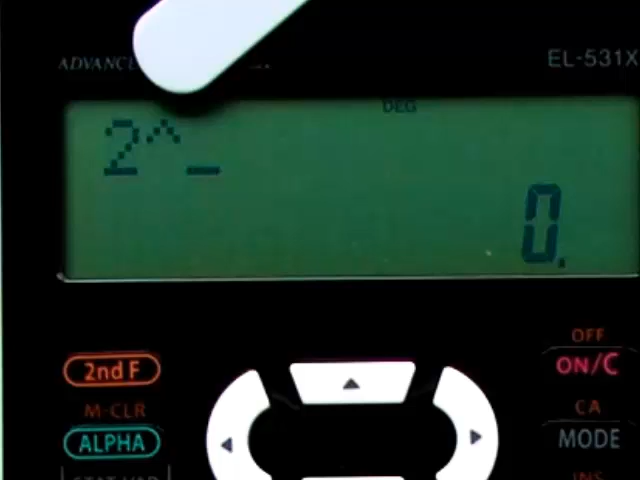 EL-531X
DEG
2^_
0.
OFF
2nd F
ON/C
M-CLR
CA
ALPHA
MODE